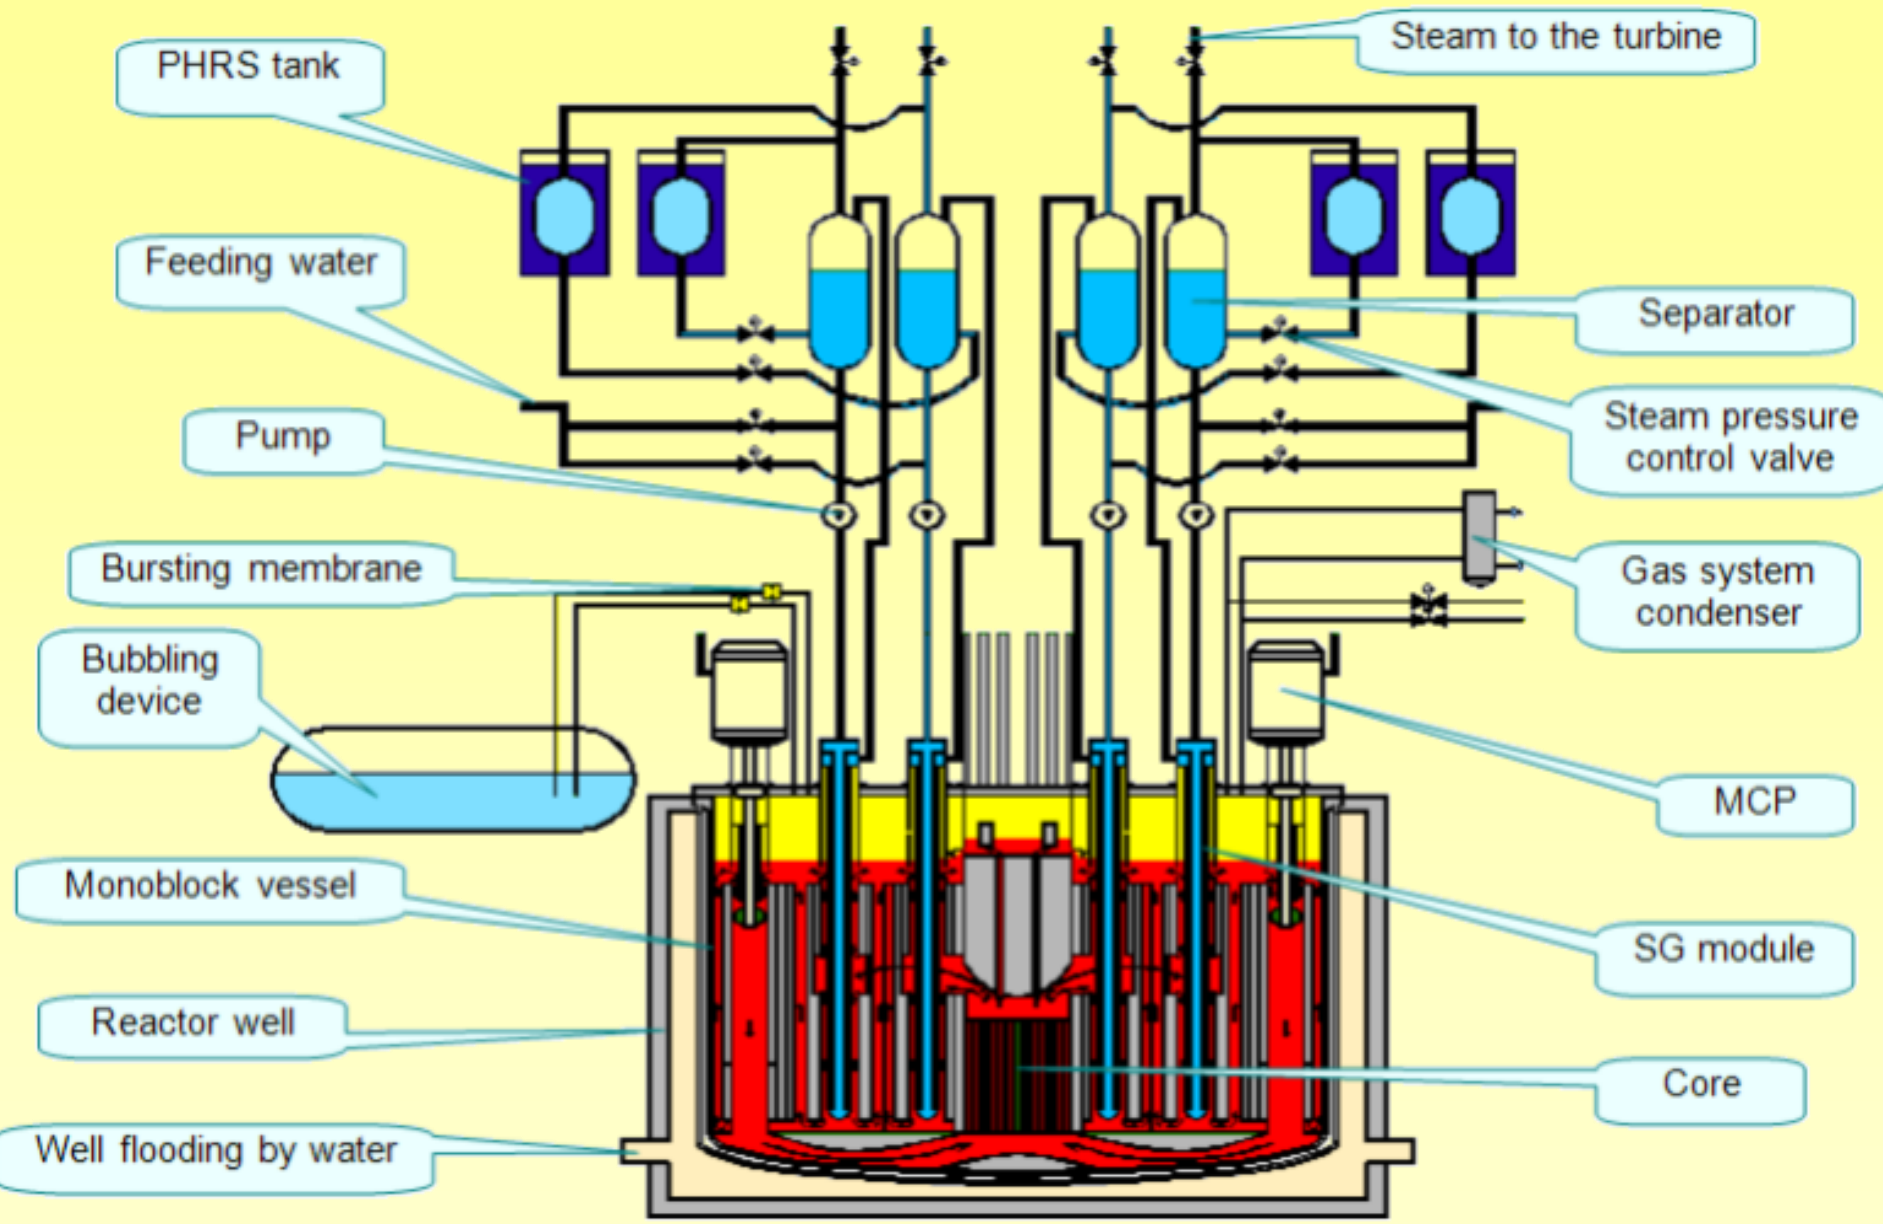 PHRS tank
Feeding water
Pump
Bursting membrane
Bubbling
device
Monoblock vessel
Reactor well
Well flooding by water
Steam to the turbine
Separator
Steam pressure
control valve
Gas system
condenser
MCP
SG module
Core